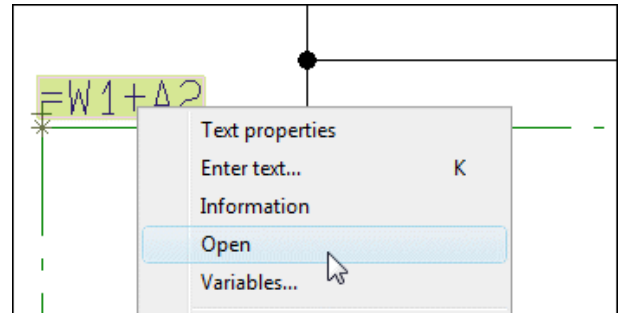 =W1+A2
Text properties
Enter text... K
Information
Open
Variables...